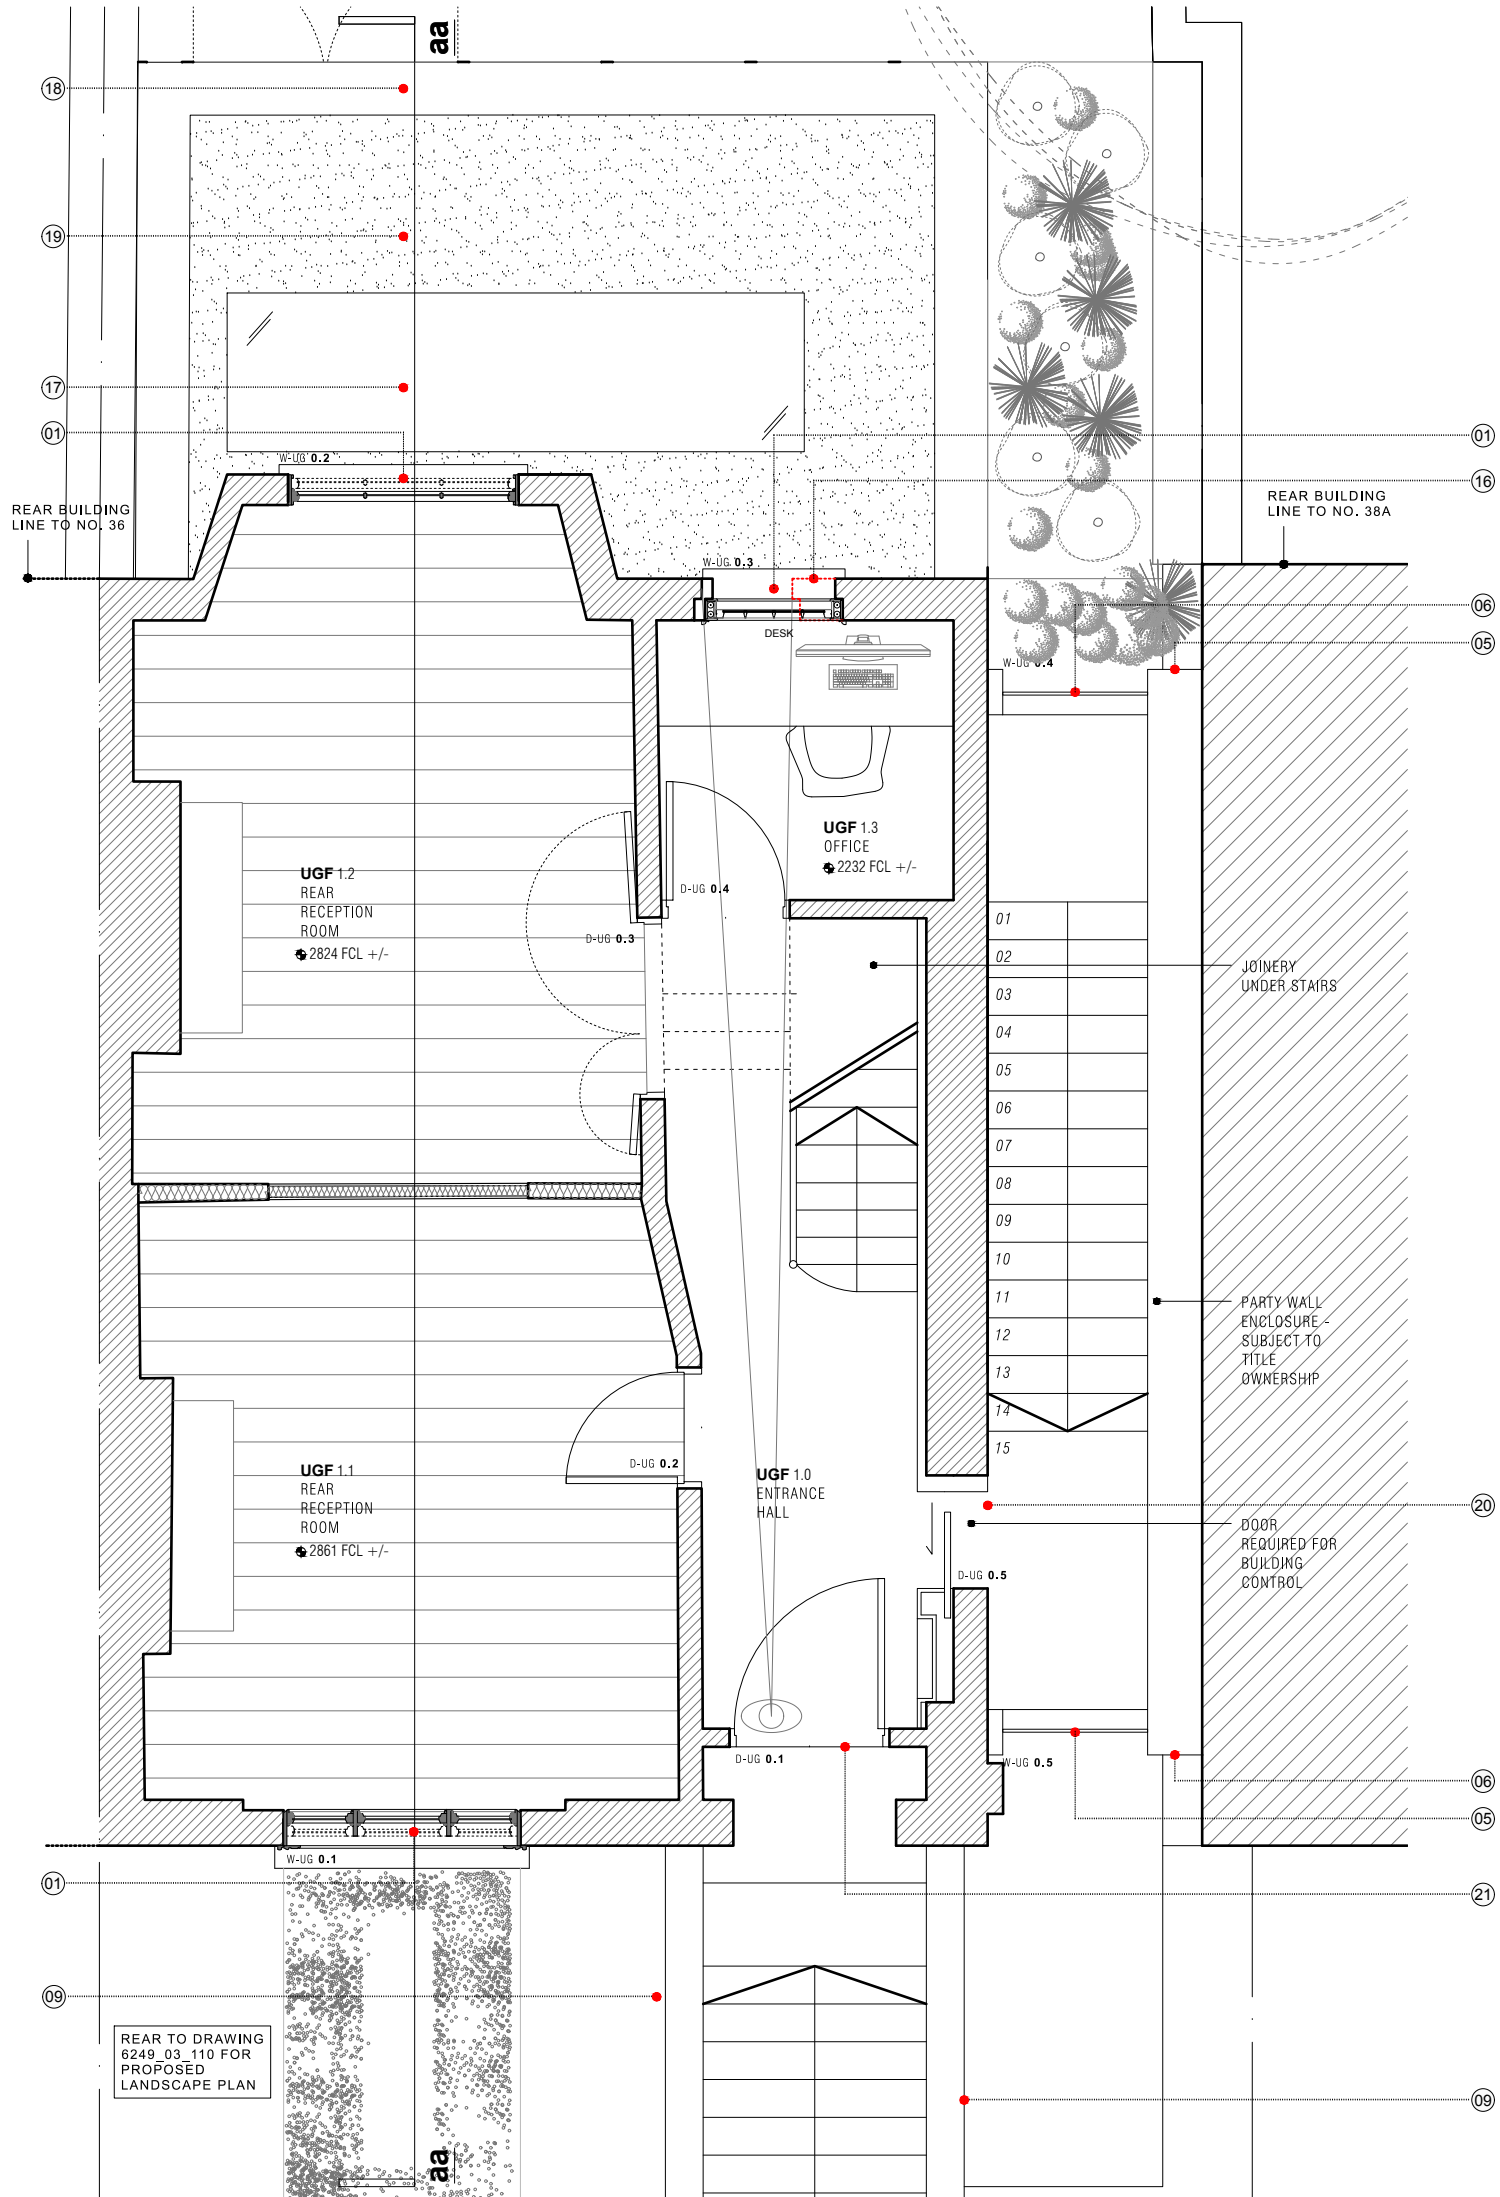 aa
18
19
17
01
01
W-UG 0.2
16
REAR BUILDING
LINE TO NO. 36
REAR BUILDING
LINE TO NO. 38A
W-UG 0.3
06
DESK
05
W-UG 0.4
UGF 1.3
OFFICE
2232 FCL +/-
UGF 1.2
REAR
RECEPTION
ROOM
2824 FCL +/-
D-UG 0.4
D-UG 0.3
01
02
03
04
05
06
07
08
09
10
11
12
13
14
15
JOINERY
UNDER STAIRS
PARTY WALL
ENCLOSURE -
SUBJECT TO
TITLE
OWNERSHIP
D-UG 0.2
UGF 1.1
REAR
RECEPTION
ROOM
2861 FCL +/-
UGF 1.0
ENTRANCE
HALL
20
DOOR
REQUIRED FOR
BUILDING
CONTROL
D-UG 0.5
D-UG 0.1
W-UG 0.5
06
05
W-UG 0.1
01
21
09
REAR TO DRAWING
6249_03_110 FOR
PROPOSED
LANDSCAPE PLAN
09
aa